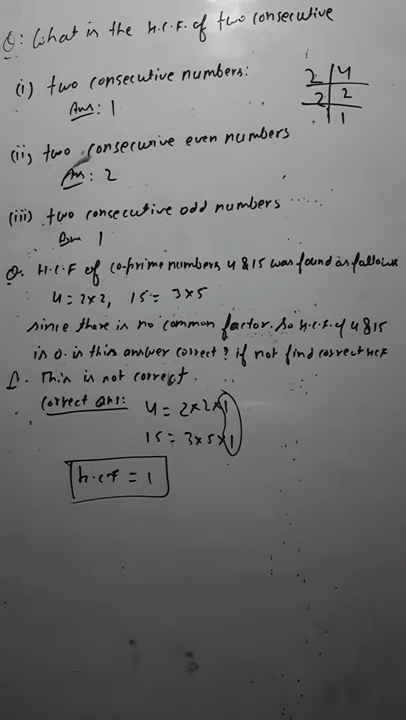 Q: What is the h.C.F. of two consecutive
(i) two consecutive numbers:
Ans: 1
2 | 4
2 | 2
1
(ii) two consecutive even numbers
Ans: 2
(iii) two consecutive odd numbers .....
Ans 1
Q. H.C.F of co-prime numbers 4 & 15 was found as follows
4 = 2×2, 15 = 3×5
since there is no common factor. So h.c.f. of 4 & 15
is 0. is this answer correct? if not find correct HCF
This is not correct.
Correct ans: 4 = 2×2×1
15 = 3×5×1
h.cf = 1